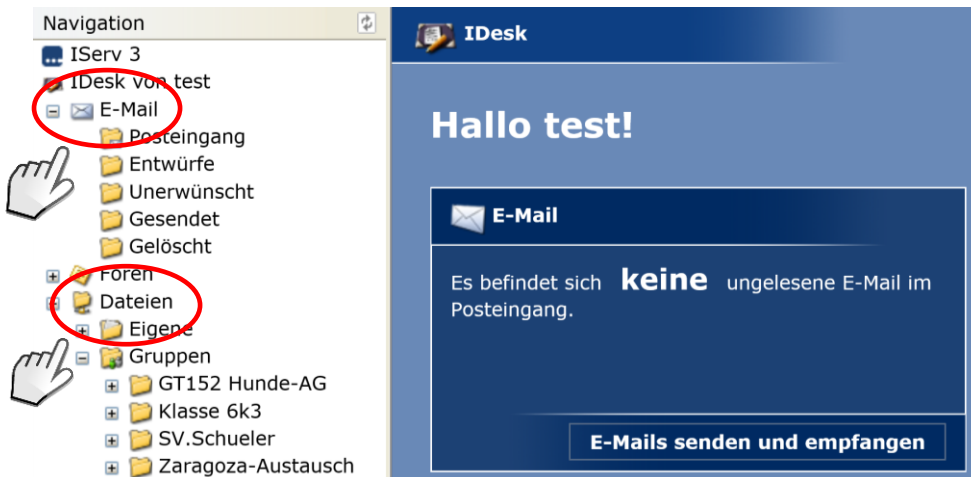 Navigation
IServ 3
IDesk von test
E-Mail
Posteingang
Entwürfe
Unerwünscht
Gesendet
Gelöscht
Foren
Dateien
Eigene
Gruppen
GT152 Hunde-AG
Klasse 6k3
SV.Schueler
Zaragoza-Austausch
IDesk
Hallo test!
E-Mail
Es befindet sich keine ungelesene E-Mail im
Posteingang.
E-Mails senden und empfangen